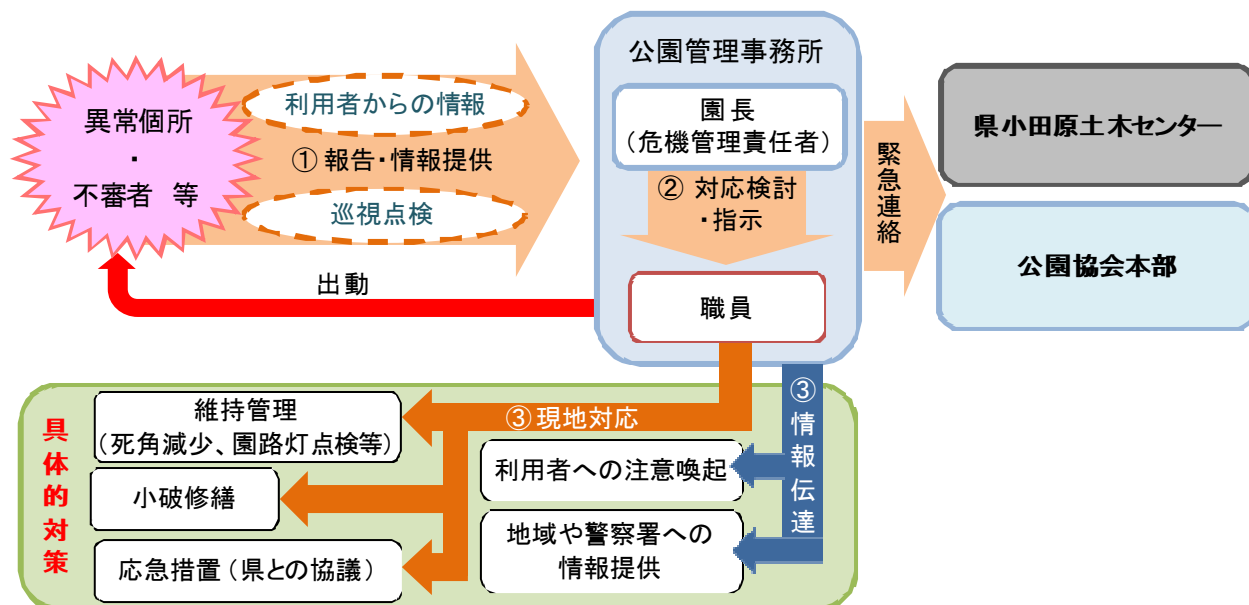 異常個所
・
不審者 等
利用者からの情報
① 報告・情報提供
巡視点検
出動
公園管理事務所
園長
(危機管理責任者)
② 対応検討
・指示
職員
緊急連絡
県小田原土木センター
公園協会本部
具体的対策
③現地対応
維持管理
(死角減少、園路灯点検等)
小破修繕
応急措置(県との協議)
③情報伝達
利用者への注意喚起
地域や警察署への
情報提供